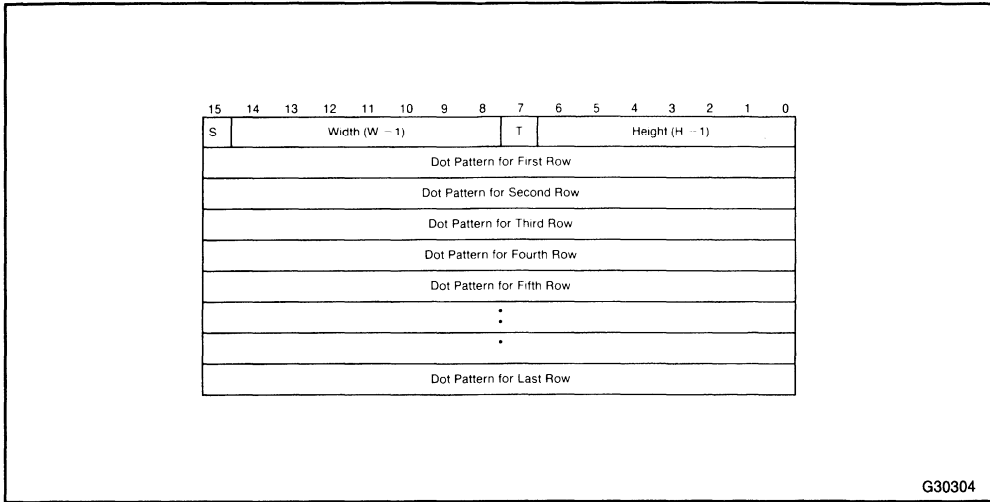 15 14 13 12 11 10 9 8 7 6 5 4 3 2 1 0
S Width (W - 1) T Height (H - 1)
Dot Pattern for First Row
Dot Pattern for Second Row
Dot Pattern for Third Row
Dot Pattern for Fourth Row
Dot Pattern for Fifth Row
Dot Pattern for Last Row
G30304